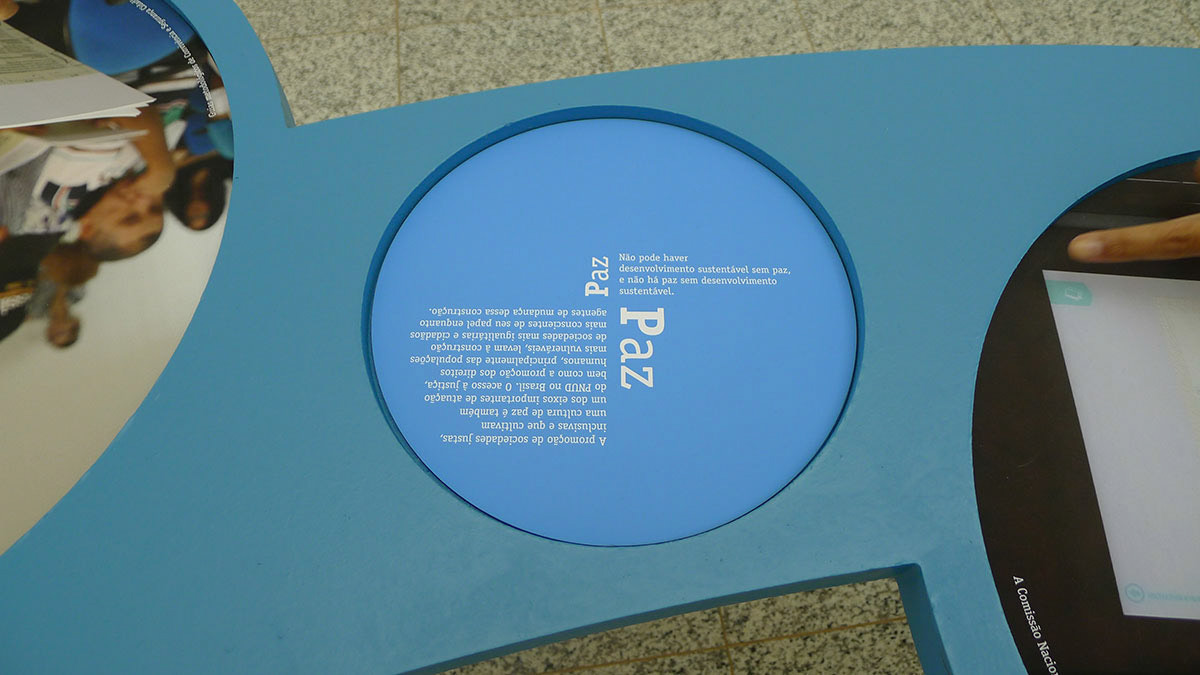 Paz
Não pode haver
desenvolvimento sustentável sem paz,
e não há paz sem desenvolvimento
sustentável.
Paz
A promoção de sociedades justas,
inclusivas e que cultivam
uma cultura de paz é também
um dos eixos importantes de atuação
do PNUD no Brasil. O acesso à justiça,
bem como a promoção dos direitos
humanos, principalmente das populações
mais vulneráveis, levam à construção
de sociedades mais igualitárias e cidadãos
mais conscientes de seu papel enquanto
agentes de mudança dessa construção.
de Convivência e Segurança
A Comissão